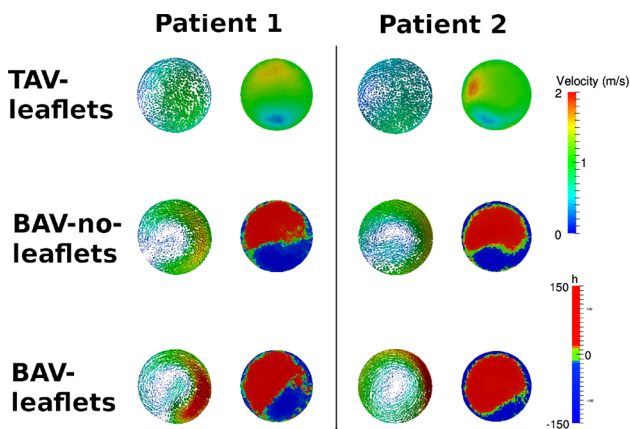 Patient 1
Patient 2
TAV-
leaflets
BAV-no-
leaflets
BAV-
leaflets
Velocity (m/s)
2
1
0
h
150
0
-150